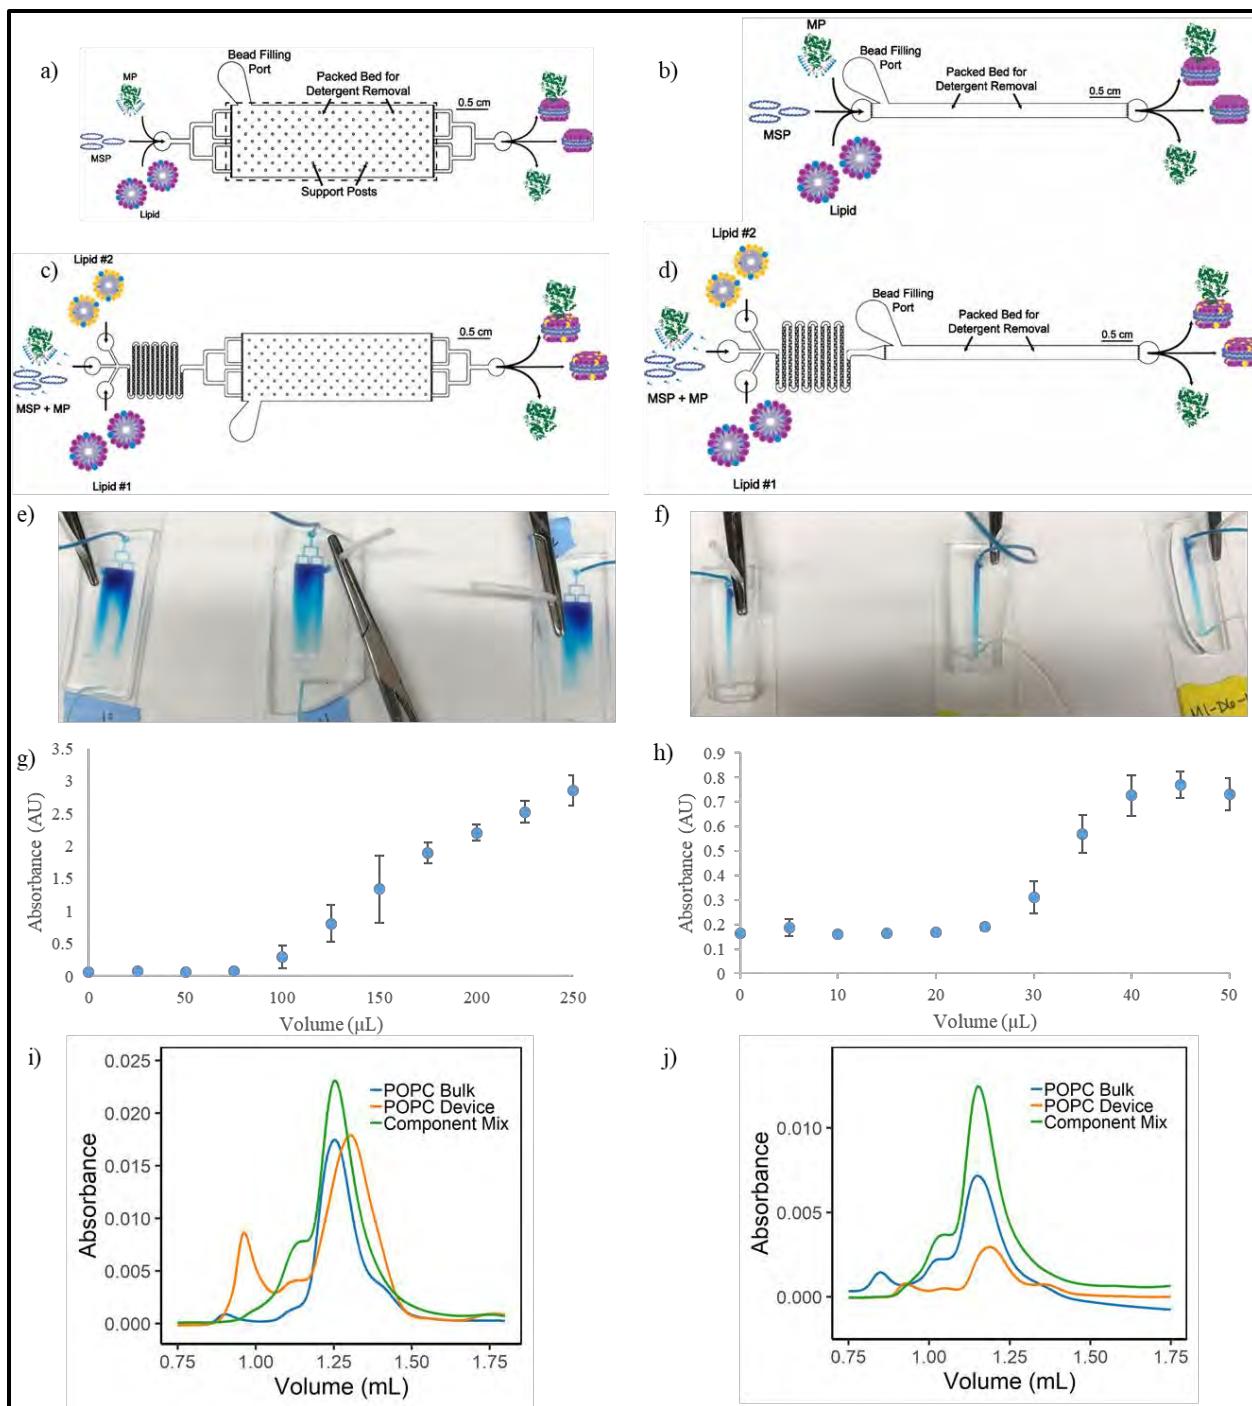 a)
MP
MSP
Lipid
Bead Filling
Port
Packed Bed for
Detergent Removal
0.5 cm
Support Posts
b)
MP
MSP
Lipid
Bead Filling
Port
Packed Bed for
Detergent Removal
0.5 cm
c)
Lipid #2
MSP + MP
Lipid #1
0.5 cm
d)
Lipid #2
MSP + MP
Lipid #1
Bead Filling
Port
Packed Bed for
Detergent Removal
0.5 cm
e)
f)
g)
Absorbance (AU)
3.5
3
2.5
2
1.5
1
0.5
0
0 50 100 150 200 250
Volume (µL)
h)
Absorbance (AU)
0.9
0.8
0.7
0.6
0.5
0.4
0.3
0.2
0.1
0
0 10 20 30 40 50
Volume (µL)
i)
Absorbance
0.025
0.020
0.015
0.010
0.005
0.000
POPC Bulk
POPC Device
Component Mix
0.75 1.00 1.25 1.50 1.75
Volume (mL)
j)
Absorbance
0.010
0.005
0.000
POPC Bulk
POPC Device
Component Mix
0.75 1.00 1.25 1.50 1.75
Volume (mL)